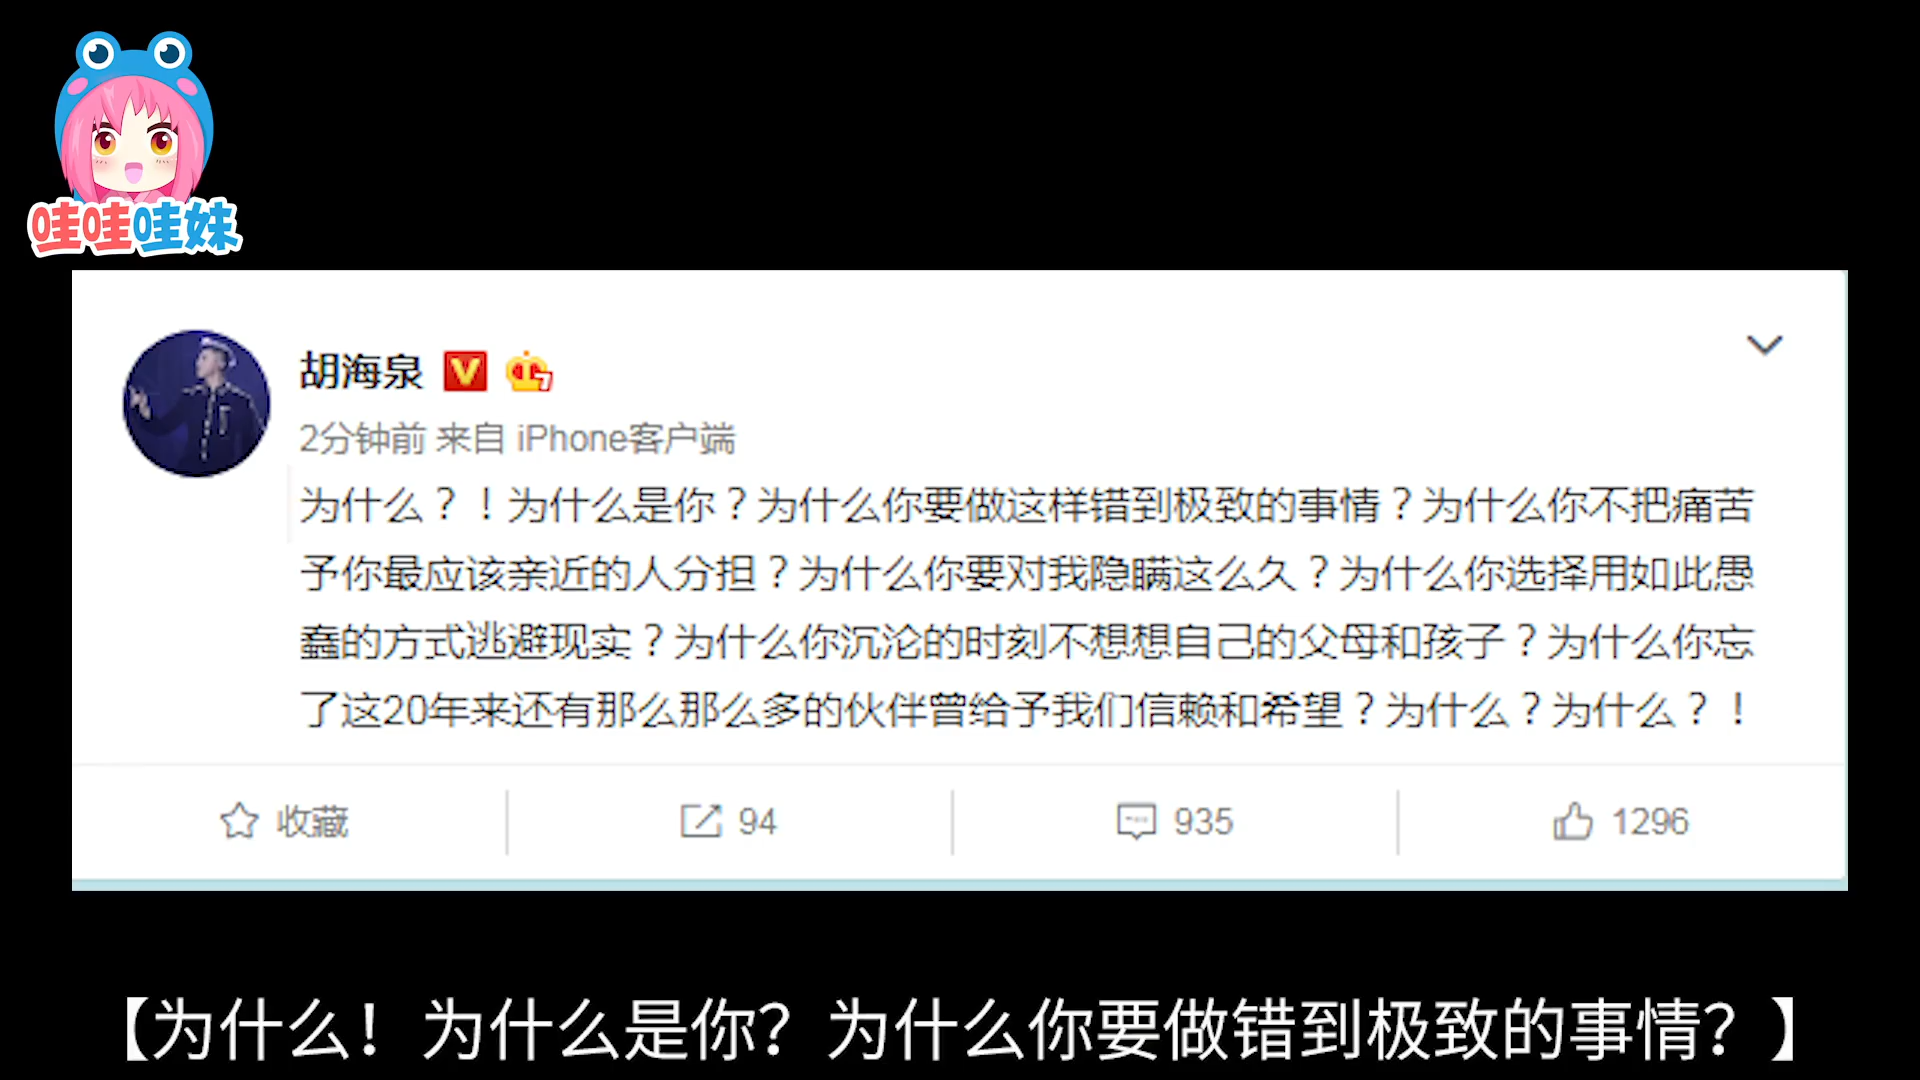 哇哇哇妹
胡海泉
2分钟前 来自 iPhone客户端
为什么？！为什么是你？为什么你要做这样错到极致的事情？为什么你不把痛苦
予你最应该亲近的人分担？为什么你要对我隐瞒这么久？为什么你选择用如此愚
蠢的方式逃避现实？为什么你沉沦的时刻不想想自己的父母和孩子？为什么你忘
了这20年来还有那么那么多的伙伴曾给予我们信赖和希望？为什么？为什么？！
收藏
94
935
1296
【为什么！为什么是你？为什么你要做错到极致的事情？】